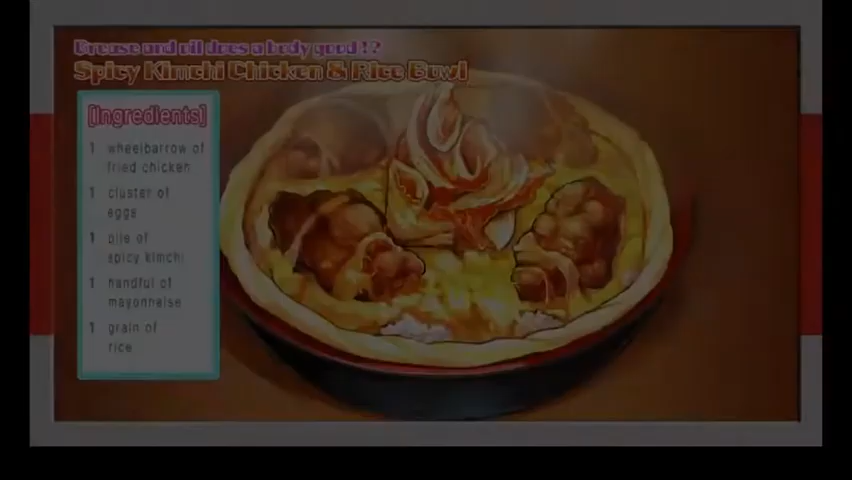 Grease and oil does a body good!?
Spicy Kimchi Chicken & Rice Bowl
[Ingredients]
1 wheelbarrow of
fried chicken
1 cluster of
eggs
1 pile of
spicy kimchi
1 handful of
mayonnaise
1 grain of
rice